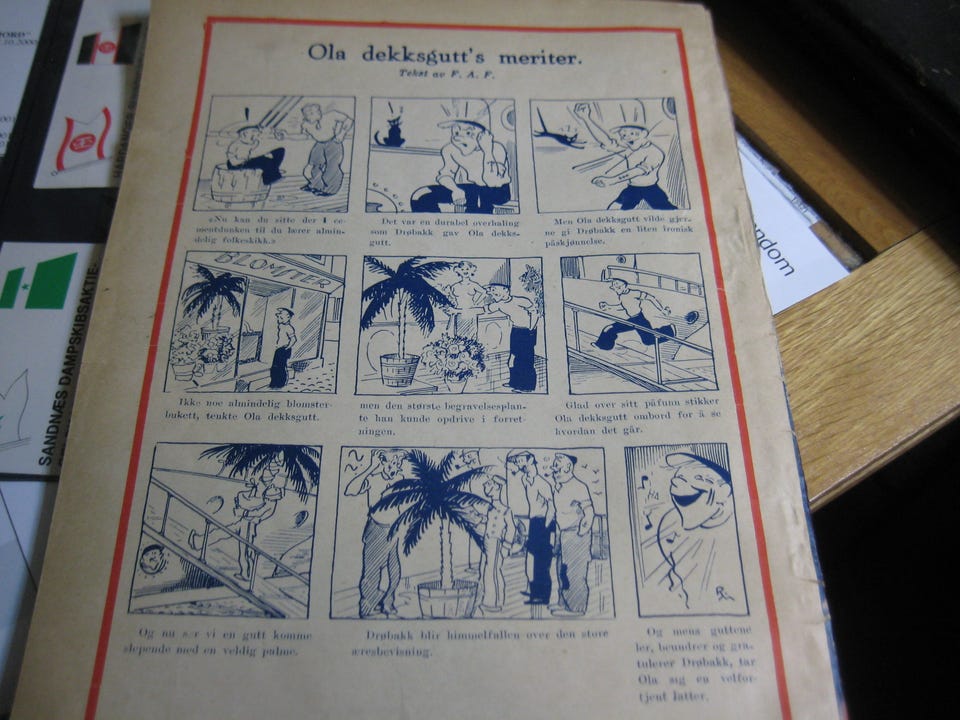 Ola dekksgutt's meriter.
Tekst av F. A. F.
«Nu kan du sitte der i ce-
menttdunken til du lærer almin-
delig folkeskikk.»
Det var en durabel overhaling
som Drøbakk gav Ola dekks-
gutt.
Men Ola dekksgutt vilde gjer-
ne gi Drøbakk en liten ironisk
påskjønnelse.
BLOMSTER
Ikke noe almindelig blomster-
bukett, tenkte Ola dekksgutt.
men den største begravelsesplan-
te han kunde opdrive i forret-
ningen.
Glad over sitt påfunn stikker
Ola dekksgutt ombord for å se
hvordan det går.
Og nu ser vi en gutt komme
slepende med en veldig palme.
Drøbakk blir himmelfallen over den store
æresbevisning.
Ha
Og mens guttene
ler, beundrer og gra-
tulerer Drøbakk, tar
Ola sig en velfor-
tjent latter.
10.2000
SANDNÆS DAMPSKIBSAKTIE-
ndom